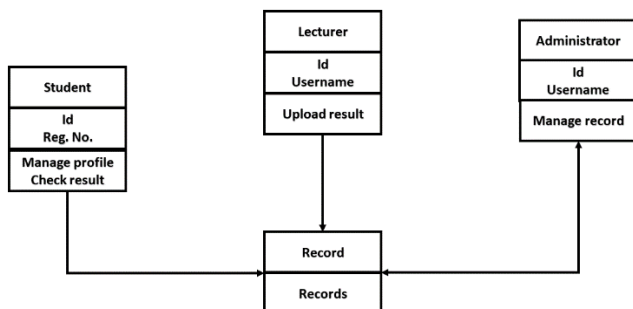 Student
Id
Reg. No.
Manage profile
Check result
Lecturer
Id
Username
Upload result
Administrator
Id
Username
Manage record
Record
Records